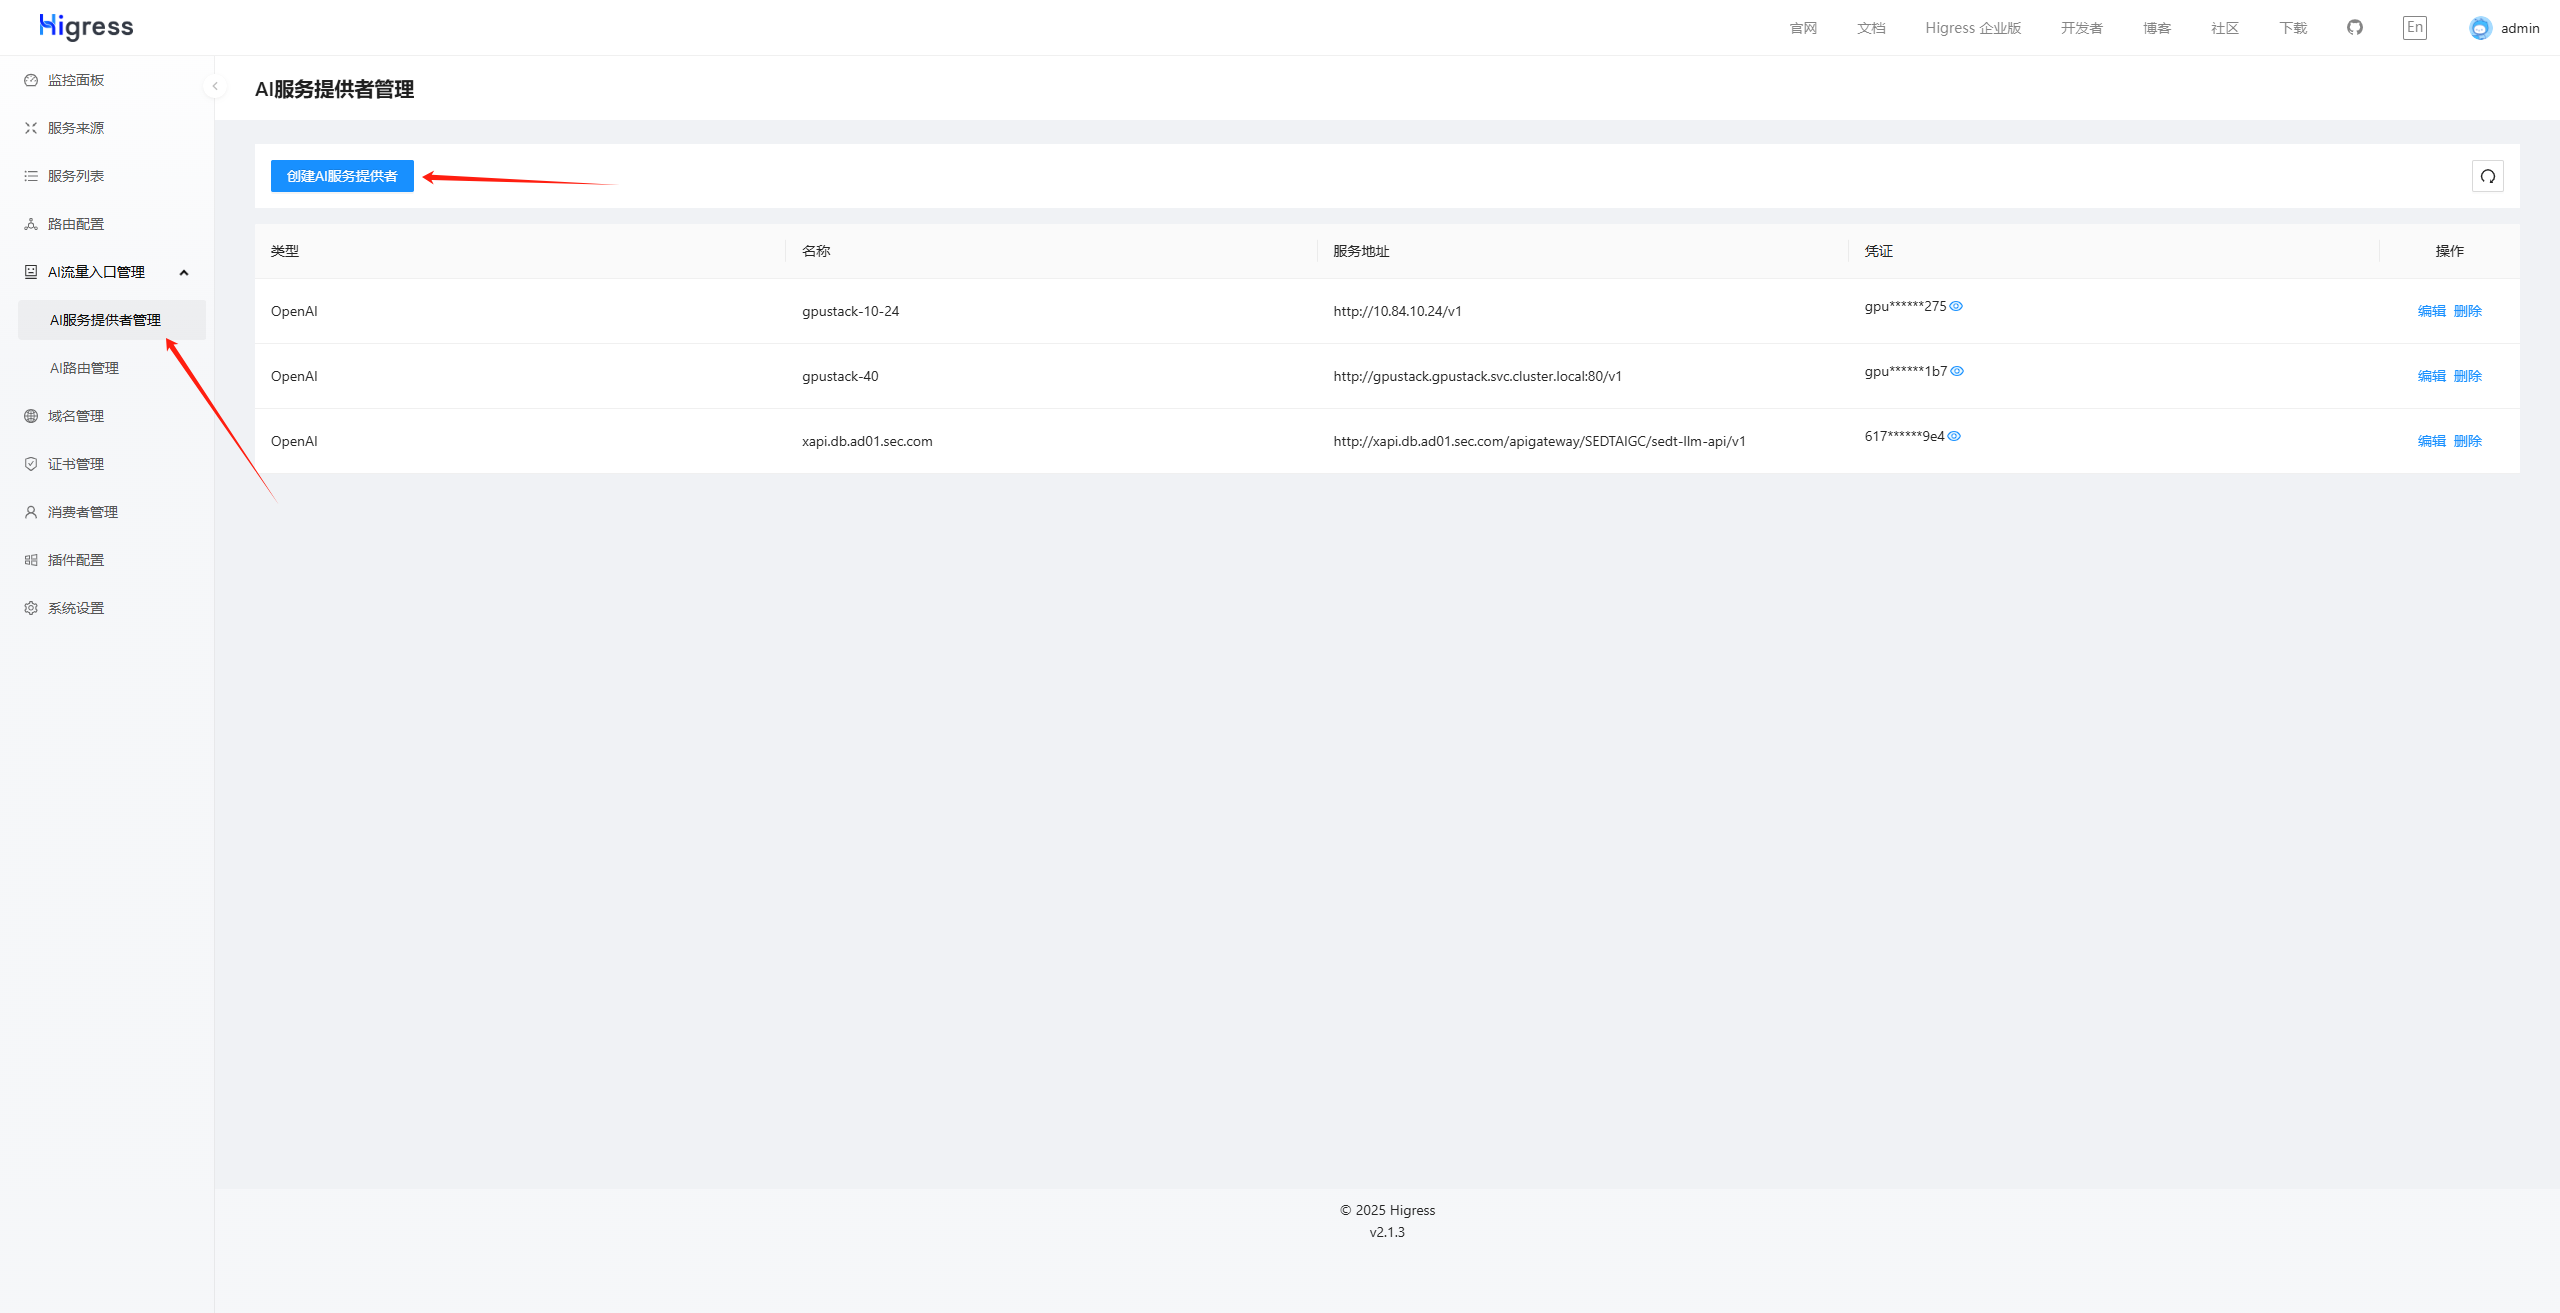 Higress
官网 文档 Higress 企业版 开发者 博客 社区 下载 En admin
监控面板
服务来源
服务列表
路由配置
AI流量入口管理
AI服务提供者管理
AI路由管理
域名管理
证书管理
消费者管理
插件配置
系统设置
AI服务提供者管理
创建AI服务提供者
类型 名称 服务地址 凭证 操作
OpenAI gpustack-10-24 http://10.84.10.24/v1 gpu******275 编辑 删除
OpenAI gpustack-40 http://gpustack.gpustack.svc.cluster.local:80/v1 gpu******1b7 编辑 删除
OpenAI xapi.db.ad01.sec.com http://xapi.db.ad01.sec.com/apigateway/SEDTAIGC/sedt-llm-api/v1 617******9e4 编辑 删除
© 2025 Higress
v2.1.3